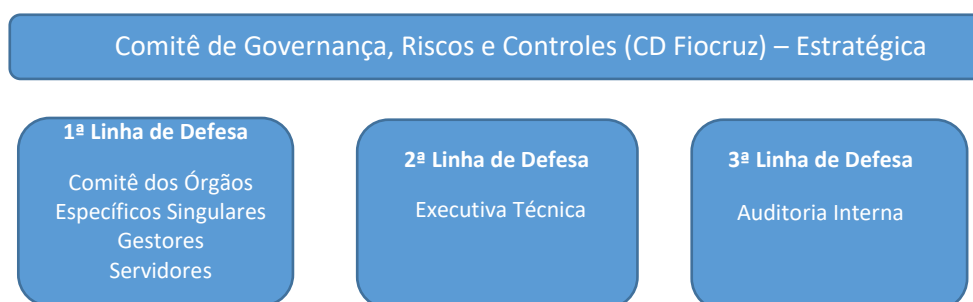 Comitê de Governança, Riscos e Controles (CD Fiocruz) – Estratégica
1ª Linha de Defesa
Comitê dos Órgãos
Específicos Singulares
Gestores
Servidores
2ª Linha de Defesa
Executiva Técnica
3ª Linha de Defesa
Auditoria Interna